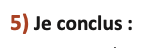 5) Je conclus :